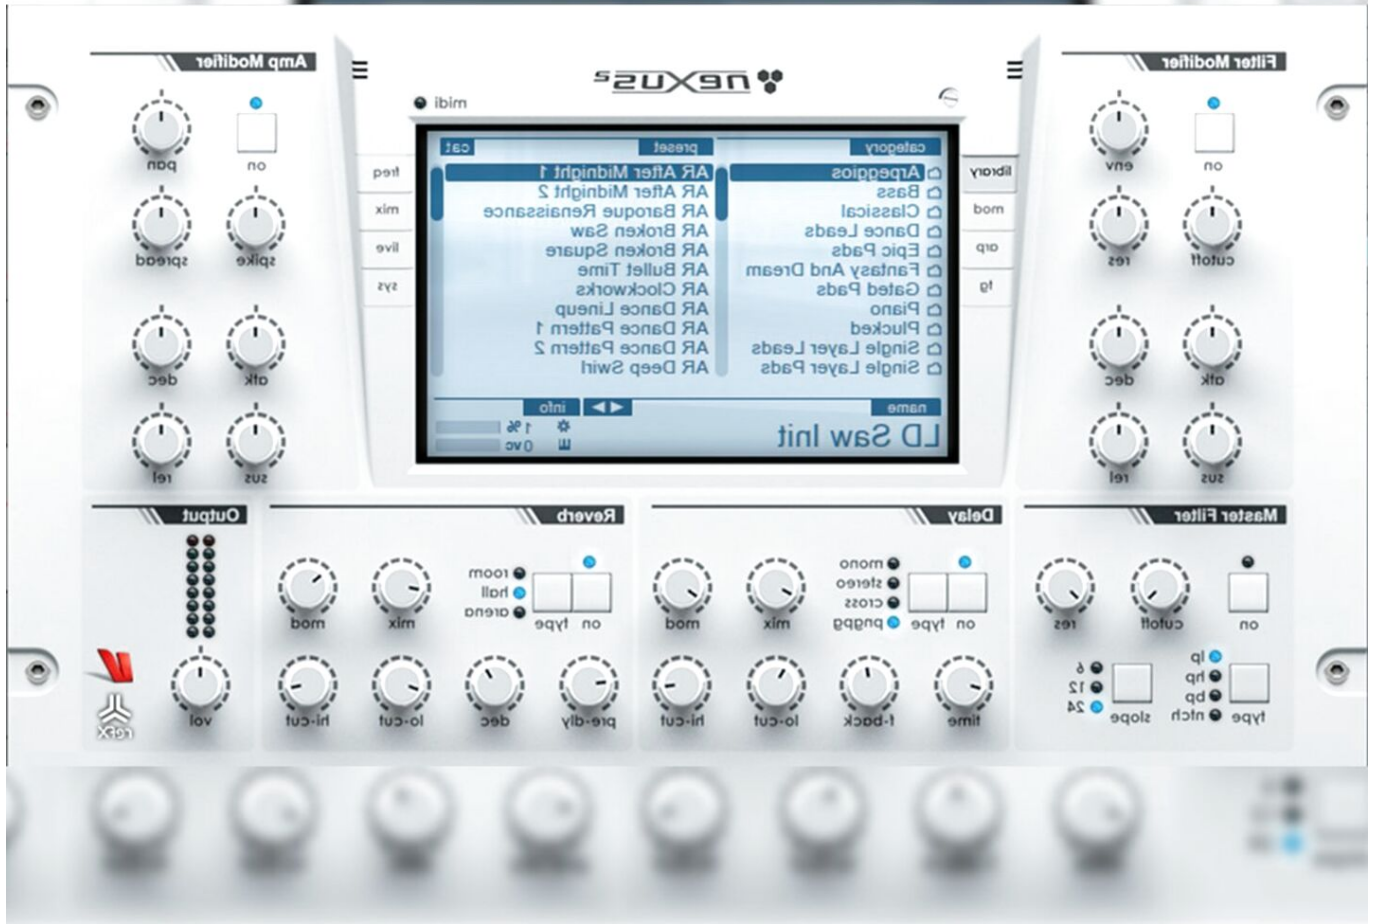 Filter Modifier
on
env
cutoff
res
atk
dec
sus
rel
neXus²
midi
library
mod
arp
tg
category
preset
cat
Arpeggios
Bass
Classical
Dance Leads
Epic Pads
Fantasy And Dream
Gated Pads
Piano
Plucked
Single Layer Leads
Single Layer Pads
AR After Midnight 1
AR After Midnight 2
AR Baroque Renaissance
AR Broken Saw
AR Broken Square
AR Bullet Time
AR Clockworks
AR Dance Lineup
AR Dance Pattern 1
AR Dance Pattern 2
AR Deep Swirl
name
info
LD Saw Init
1 %
0 vc
freq
mix
live
sys
Amp Modifier
on
pan
spike
spread
atk
dec
sus
rel
Master Filter
on
cutoff
res
type
lp
hp
bp
ntch
slope
6
12
24
Delay
on type
mono
stereo
cross
pngpg
mix
mod
time
f-back
lo-cut
hi-cut
Reverb
on type
room
hall
arena
mix
mod
pre-dly
dec
lo-cut
hi-cut
Output
vol
reFX